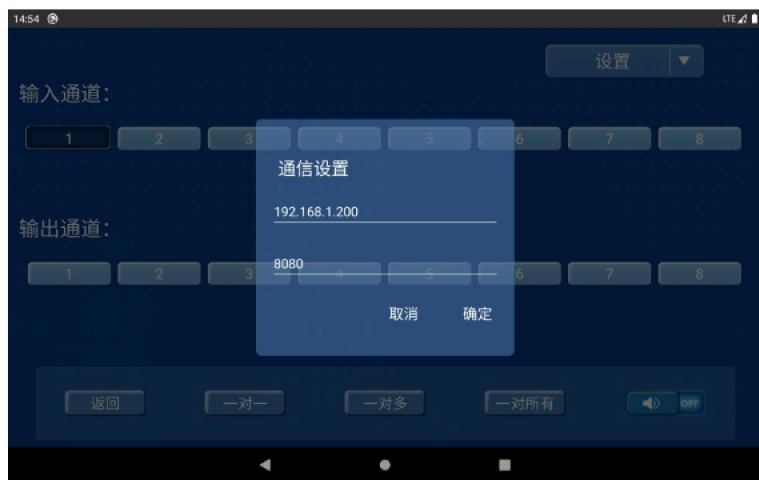 14:54
LTE
设置
输入通道:
1 2 3 4 5 6 7 8
通信设置
192.168.1.200
输出通道:
8080
1 2 3 4 5 6 7 8
取消 确定
返回 一对一 一对多 一对所有 OFF